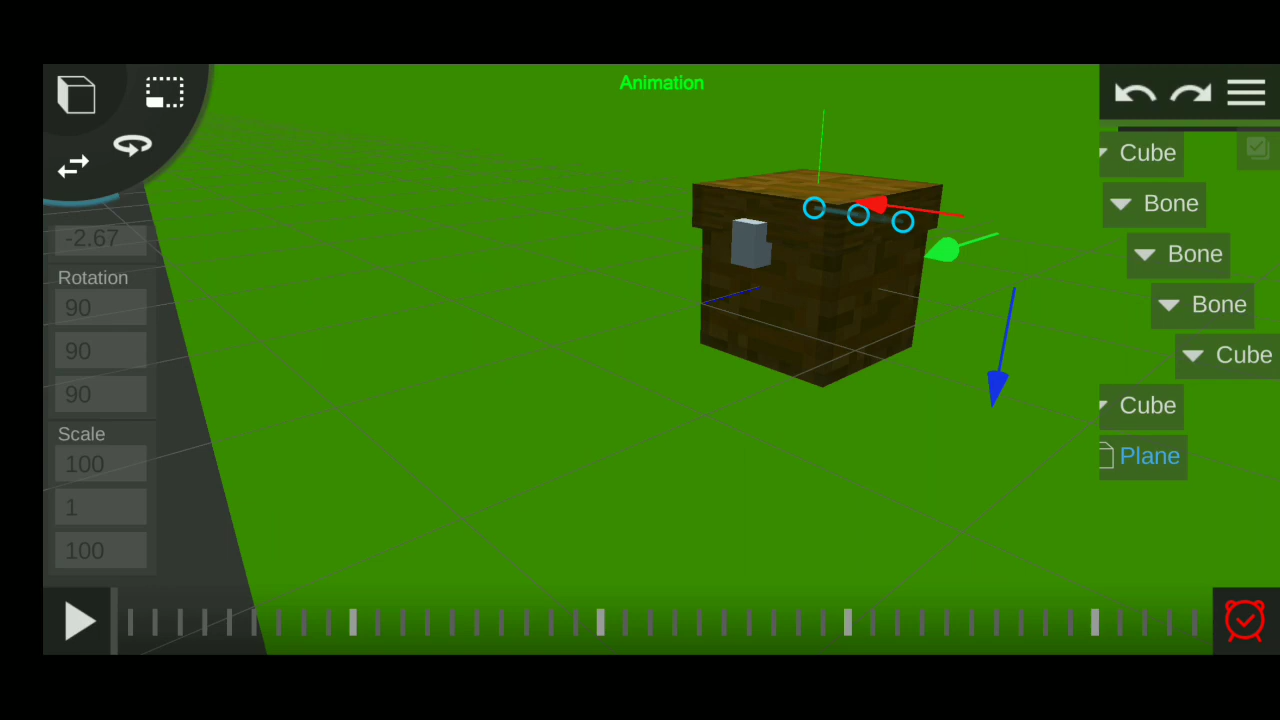 Animation
Cube
Bone
Bone
Bone
Cube
Cube
Plane
-2.67
Rotation
90
90
90
Scale
100
1
100